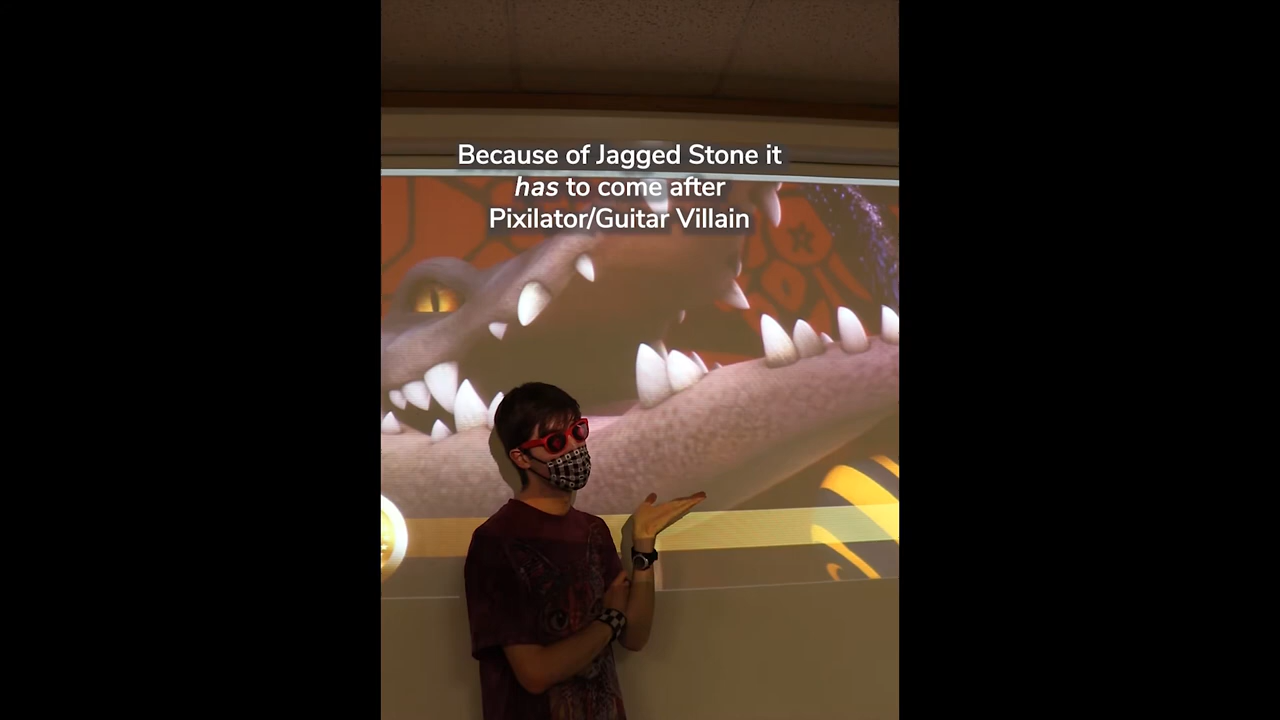 Because of Jagged Stone it
has to come after
Pixilator/Guitar Villain